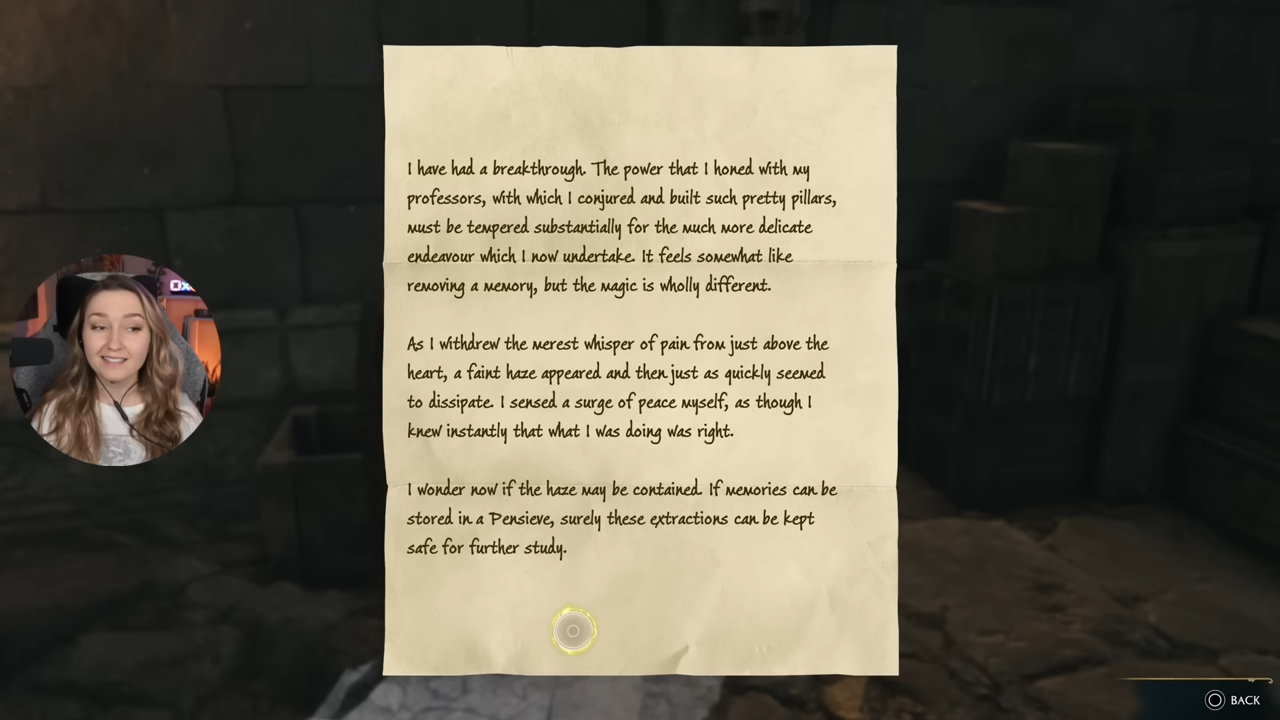 I have had a breakthrough. The power that I honed with my
professors, with which I conjured and built such pretty pillars,
must be tempered substantially for the much more delicate
endeavour which I now undertake. It feels somewhat like
removing a memory, but the magic is wholly different.
As I withdrew the merest whisper of pain from just above the
heart, a faint haze appeared and then just as quickly seemed
to dissipate. I sensed a surge of peace myself, as though I
knew instantly that what I was doing was right.
I wonder now if the haze may be contained. If memories can be
stored in a Pensieve, surely these extractions can be kept
safe for further study.
BACK